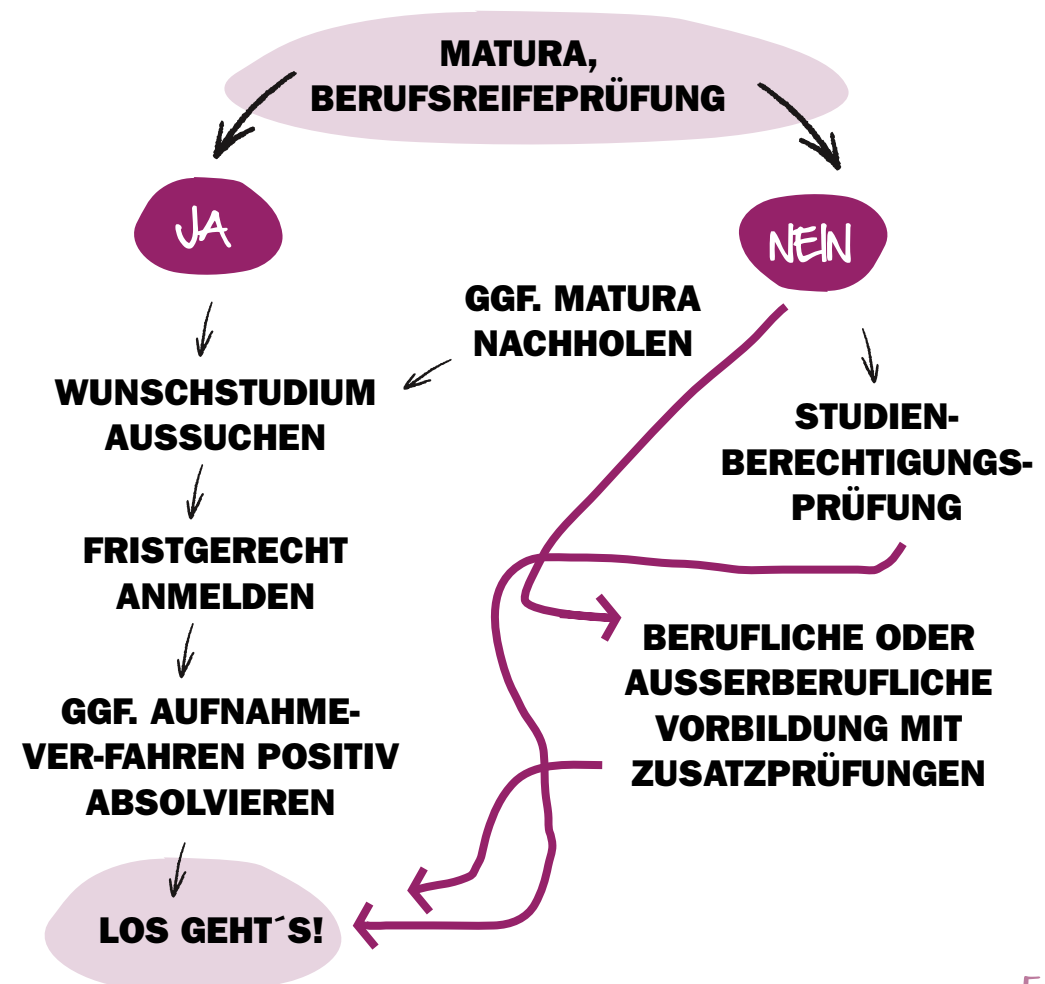 MATURA,
BERUFSREIFEPRÜFUNG
JA
NEIN
GGF. MATURA
NACHHOLEN
WUNSCHSTUDIUM
AUSSUCHEN
STUDIEN-
BERECHTIGUNGS-
PRÜFUNG
FRISTGERECHT
ANMELDEN
BERUFLICHE ODER
AUSSERBERUFLICHE
VORBILDUNG MIT
ZUSATZPRÜFUNGEN
GGF. AUFNAHME-
VER-FAHREN POSITIV
ABSOLVIEREN
LOS GEHT´S!